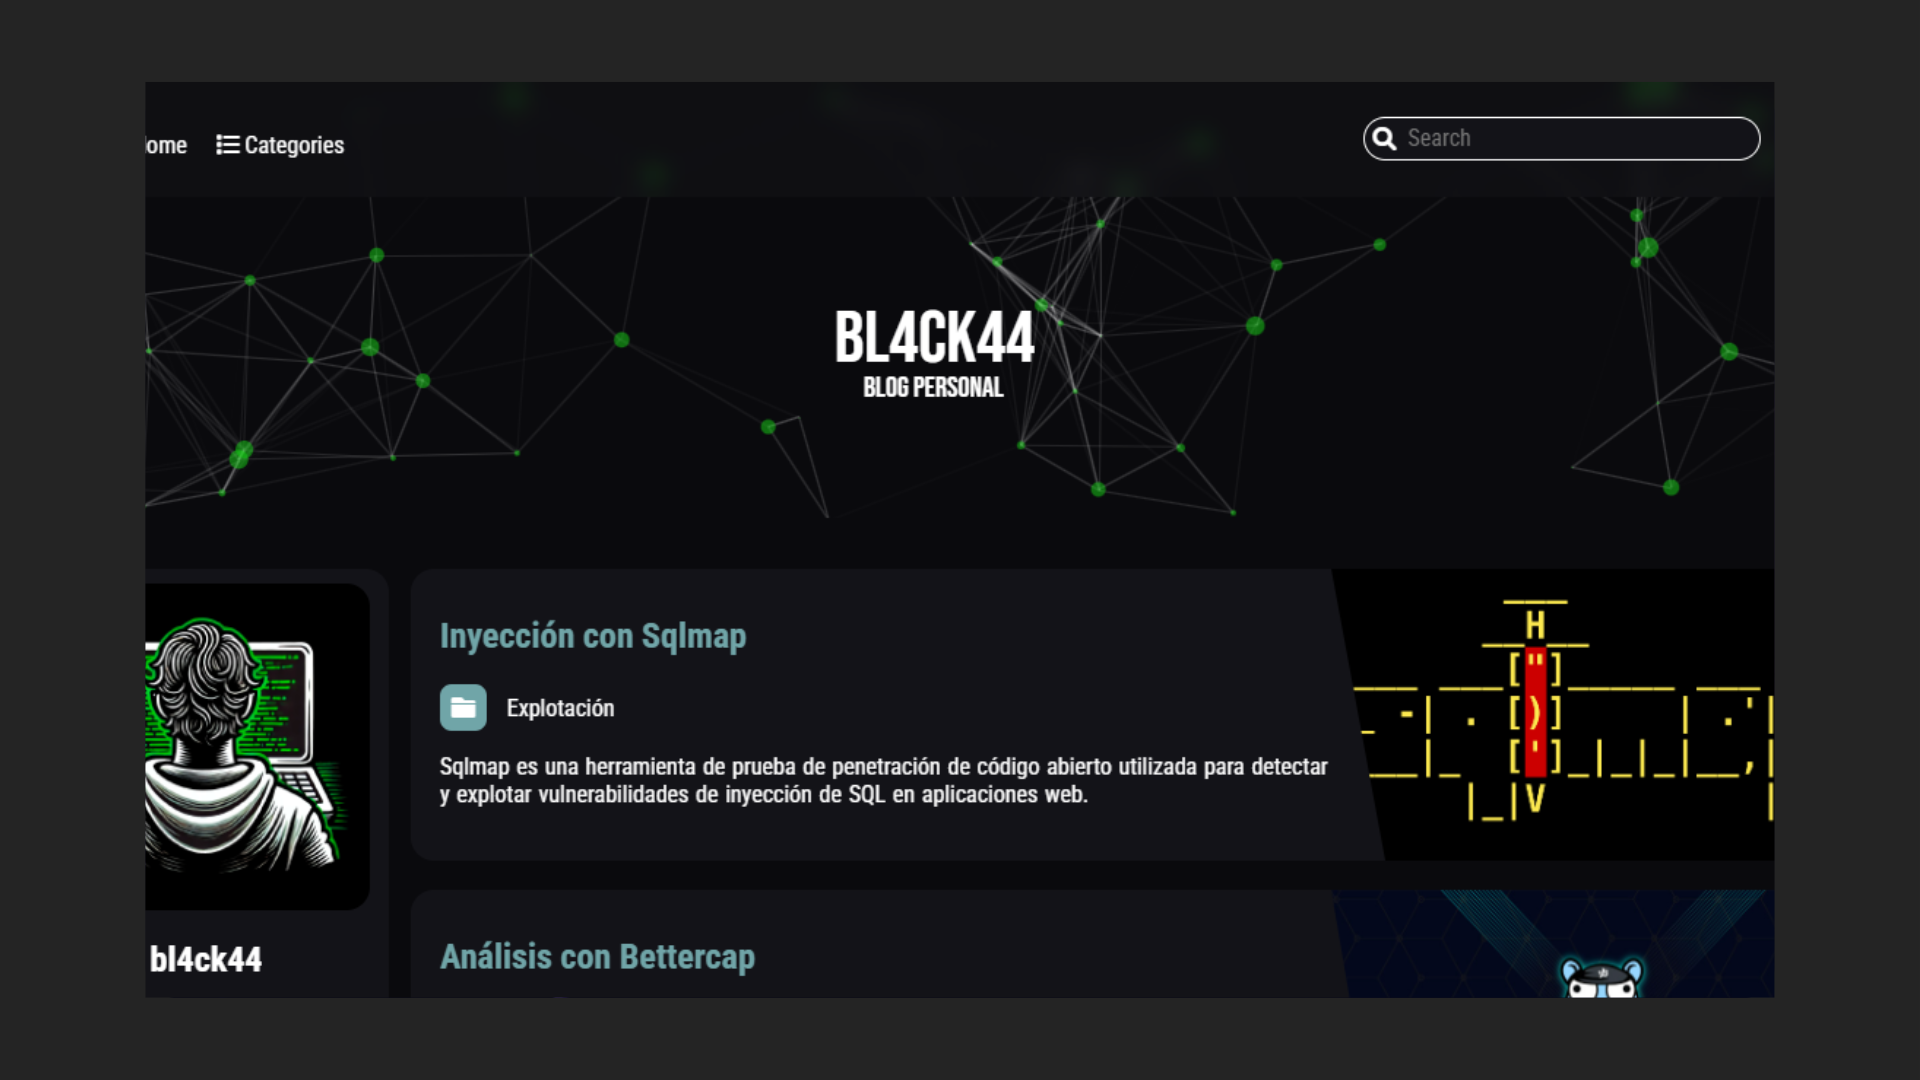 ome
Categories
Search
BL4CK44
BLOG PERSONAL
Inyección con Sqlmap
Explotación
Sqlmap es una herramienta de prueba de penetración de código abierto utilizada para detectar
y explotar vulnerabilidades de inyección de SQL en aplicaciones web.
bl4ck44
Análisis con Bettercap